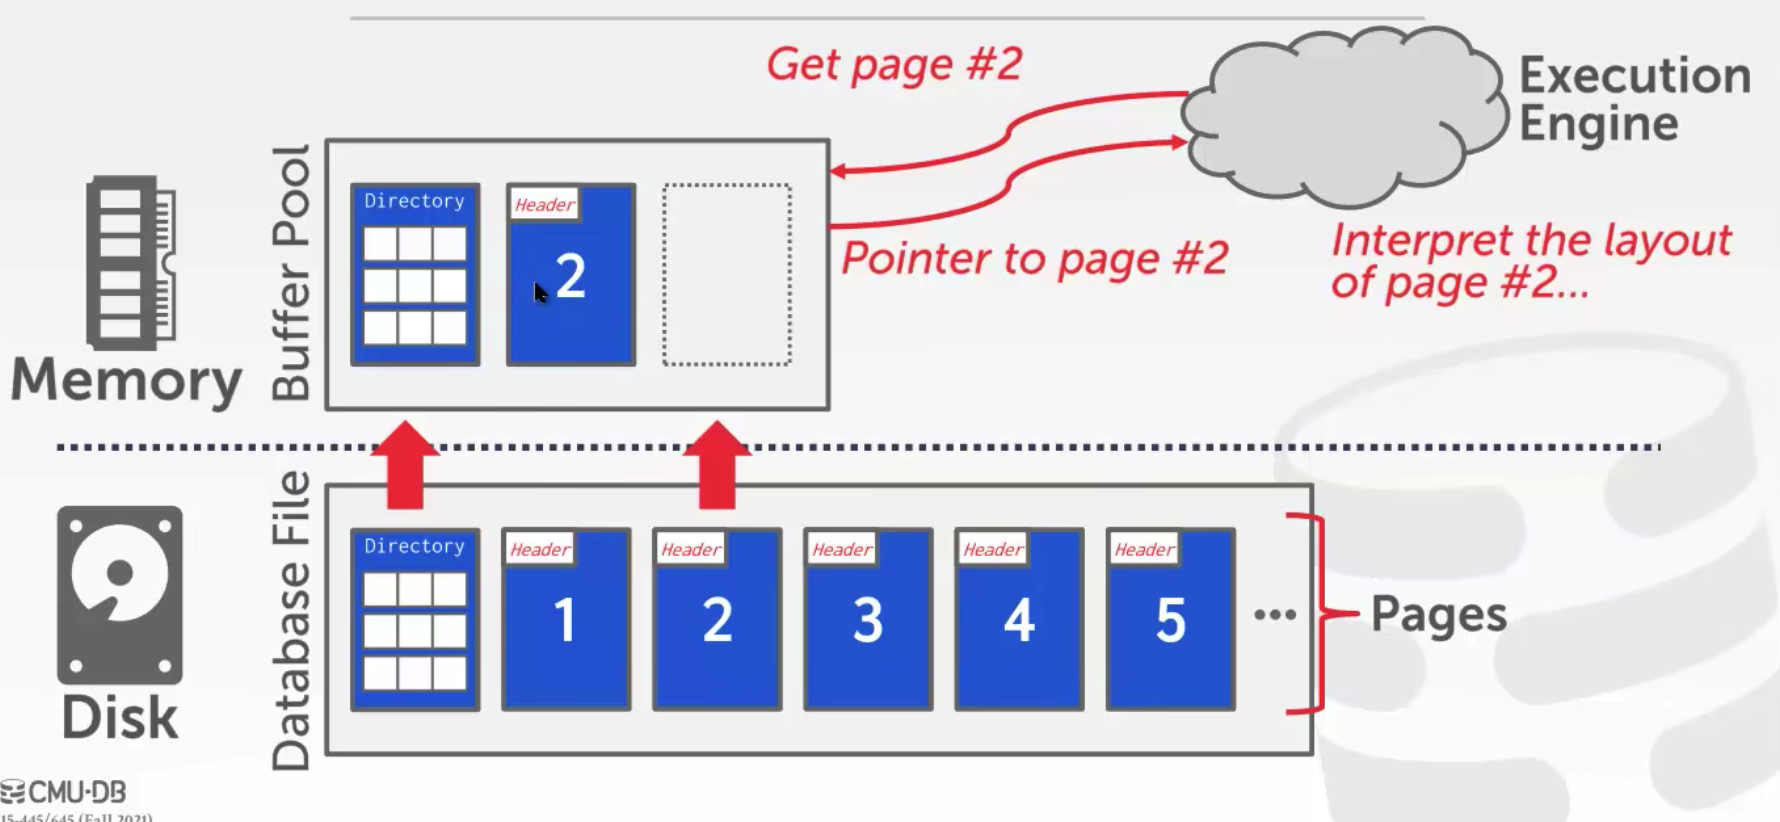 Get page #2
Execution
Engine
Buffer Pool
Directory
Header
2
Pointer to page #2
Interpret the layout
of page #2...
Memory
Database File
Directory
Header
1
Header
2
Header
3
Header
4
Header
5
...
Pages
Disk
CMU·DB
15-445/645 (Fall 2021)